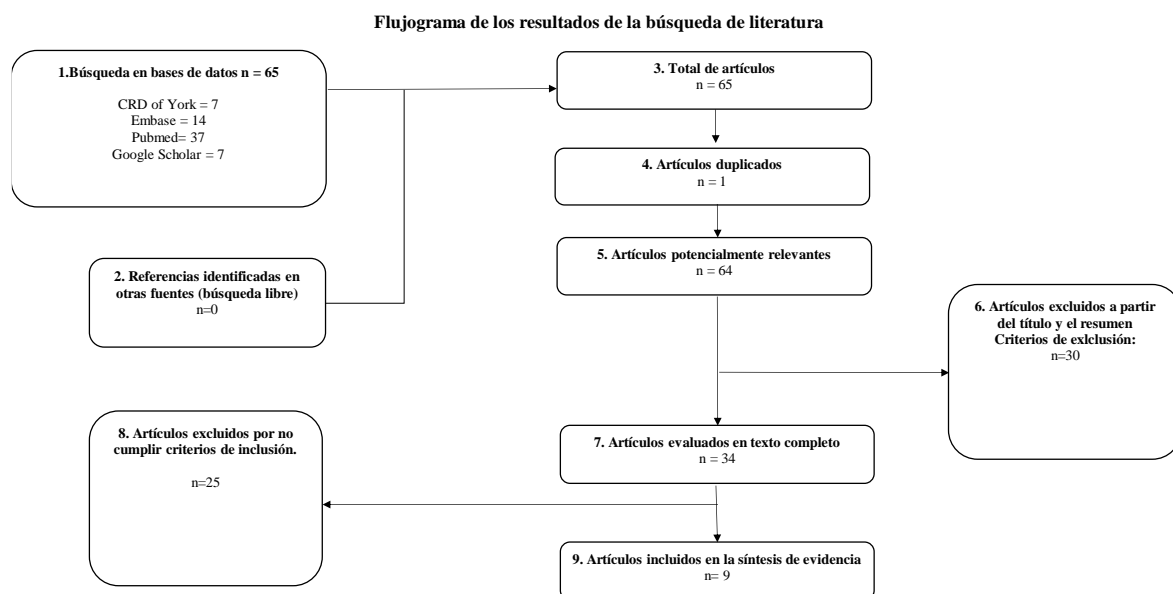 Flujograma de los resultados de la búsqueda de literatura
1.Búsqueda en bases de datos n = 65
CRD of York = 7
Embase = 14
Pubmed= 37
Google Scholar = 7
2. Referencias identificadas en
otras fuentes (búsqueda libre)
n=0
3. Total de artículos
n = 65
4. Artículos duplicados
n = 1
5. Artículos potencialmente relevantes
n = 64
6. Artículos excluidos a partir
del título y el resumen
Criterios de exlclusión:
n=30
7. Artículos evaluados en texto completo
n = 34
8. Artículos excluidos por no
cumplir criterios de inclusión.
n=25
9. Artículos incluidos en la síntesis de evidencia
n= 9